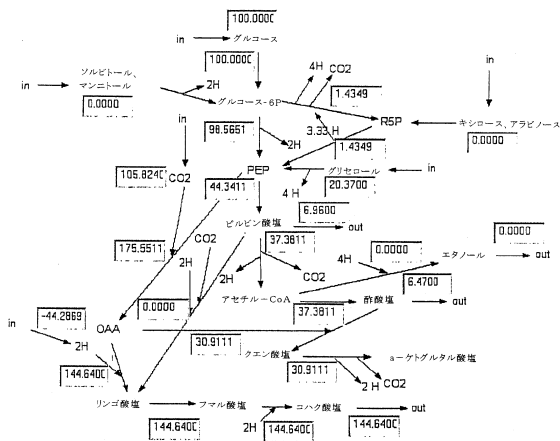 100.000(
in
グルコース
100.000(
ソルビトール、
マンニトール
in
0.0000
2H
4H
CO2
グルコース-6P
1.4349
in
R5P
キシロース、アラビノース
0.0000
in
98.5651
2H
3.33 H
1.4349
105.824(
CO2
PEP
44.3411
4 H
グリセロール
in
20.3700
ピルビン酸塩
6.9600
out
175.5511
2H
CO2
37.3811
2H
CO2
0.0000
4H
エタノール
0.0000
out
アセチル-CoA
37.3811
酢酸塩
6.4700
out
0.0000
in
-44.2869
2H
OAA
30.9111
クエン酸塩
30.9111
2 H
CO2
a-ケトグルタル酸塩
144.640(
リンゴ酸塩
144.640(
フマル酸塩
2H
144.640(
コハク酸塩
144.640(
out